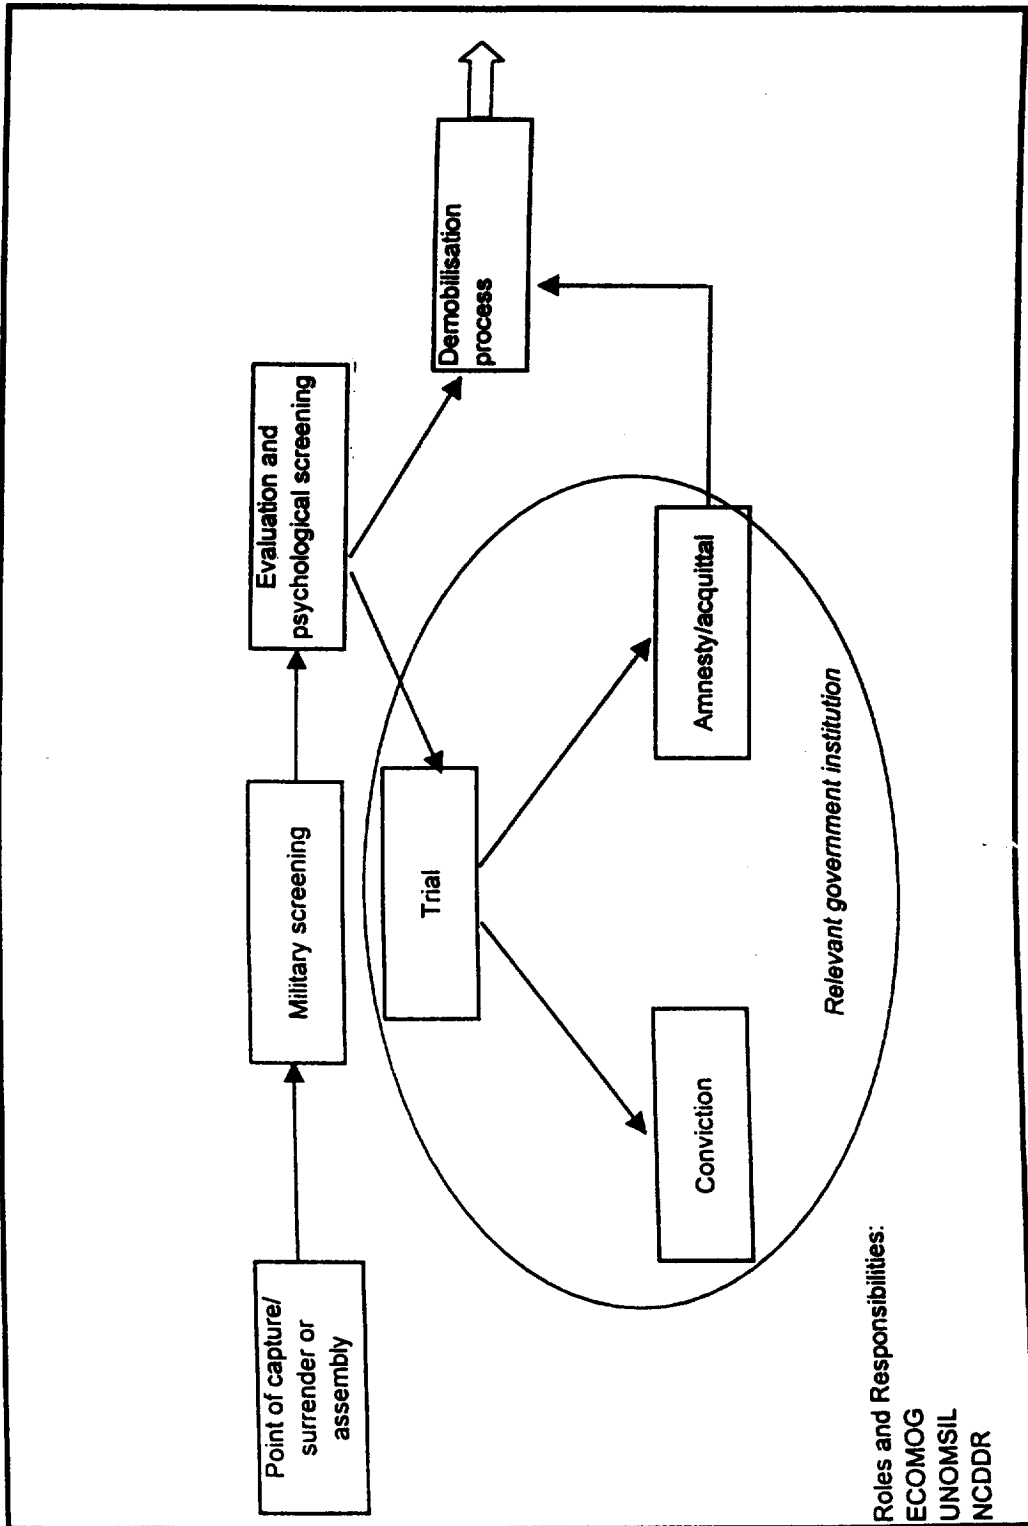 Point of capture/
surrender or
assembly
Military screening
Evaluation and
psychological screening
Demobilisation
process
Trial
Conviction
Amnesty/acquittal
Relevant government institution
Roles and Responsibilities:
ECOMOG
UNOMSIL
NCDDR